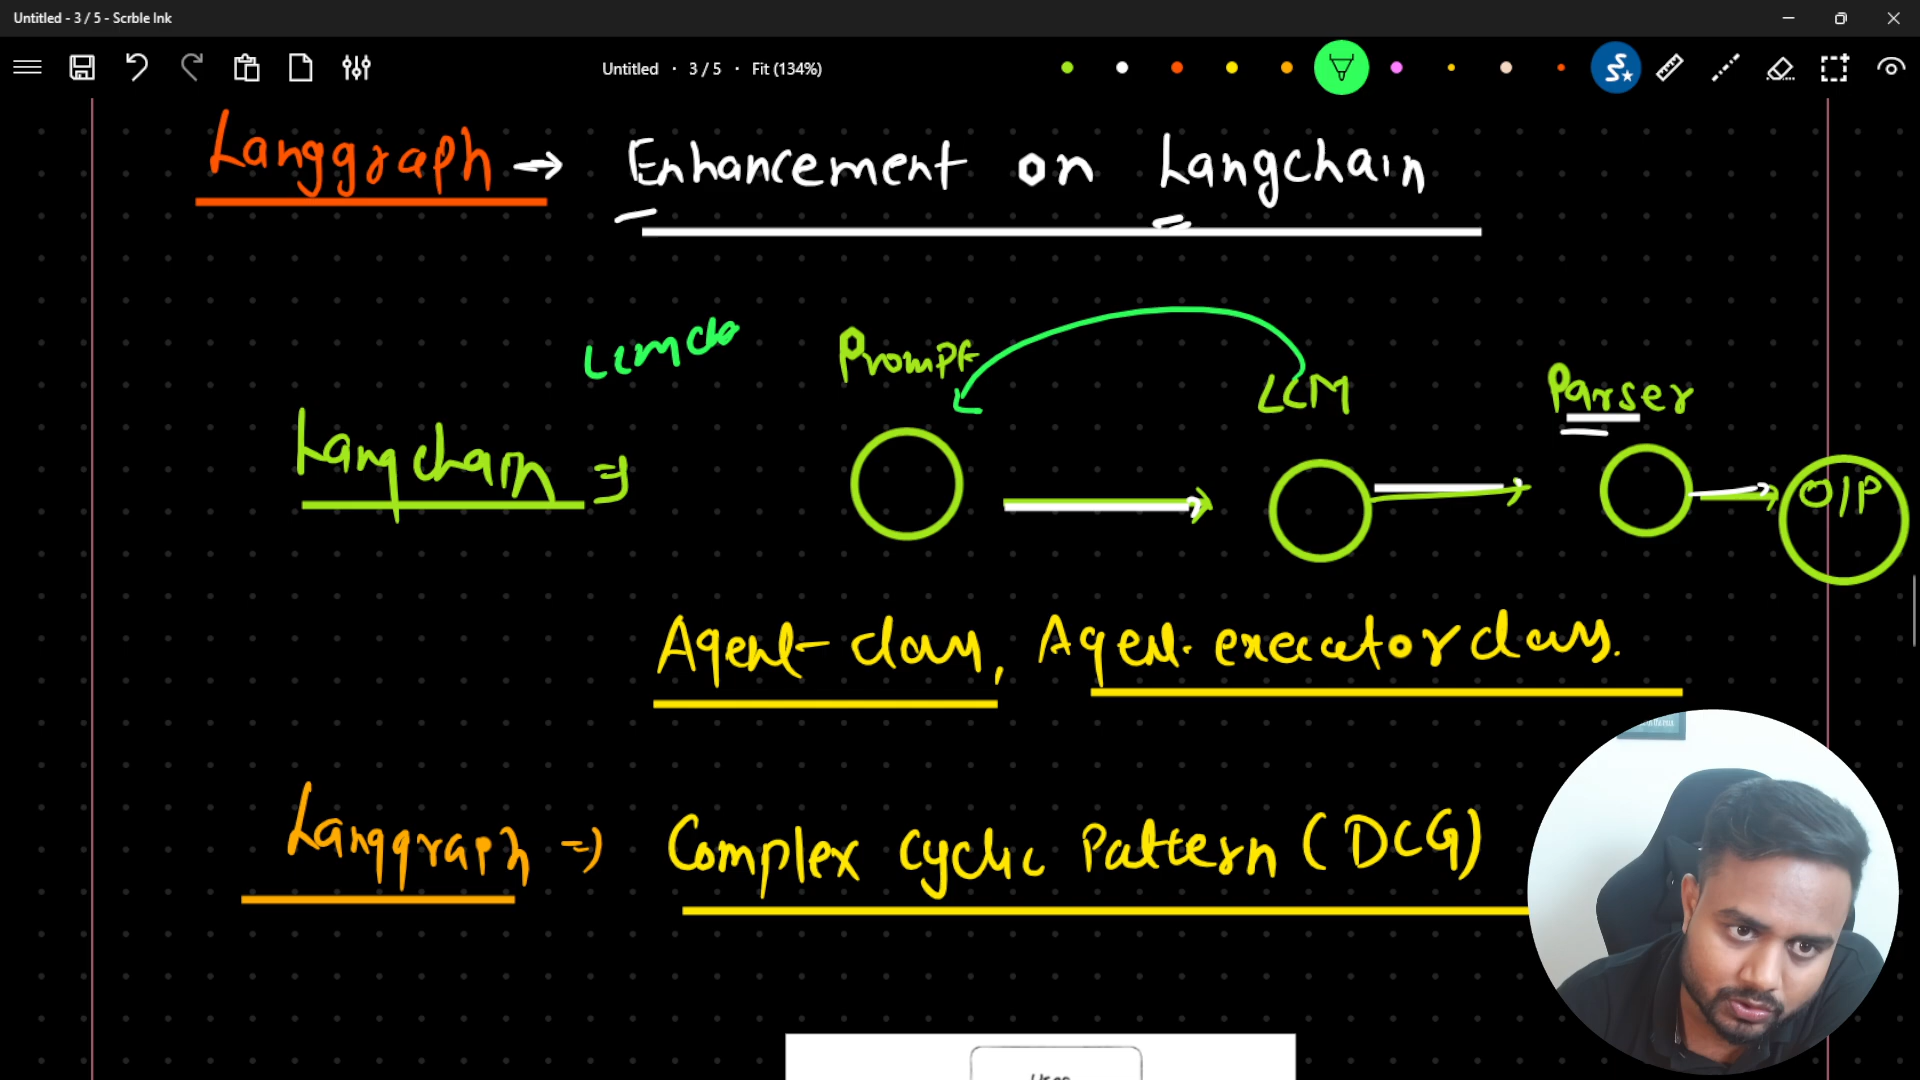 Untitled - 3 / 5 - Scrble Ink
Untitled · 3 / 5 · Fit (134%)
Langgraph → Enhancement on Langchain
Prompt LLM Parser
Langchain ⇒
O/P
Agent class, Agent executor class.
Langgraph ⇒ Complex Cyclic Pattern (DCG)